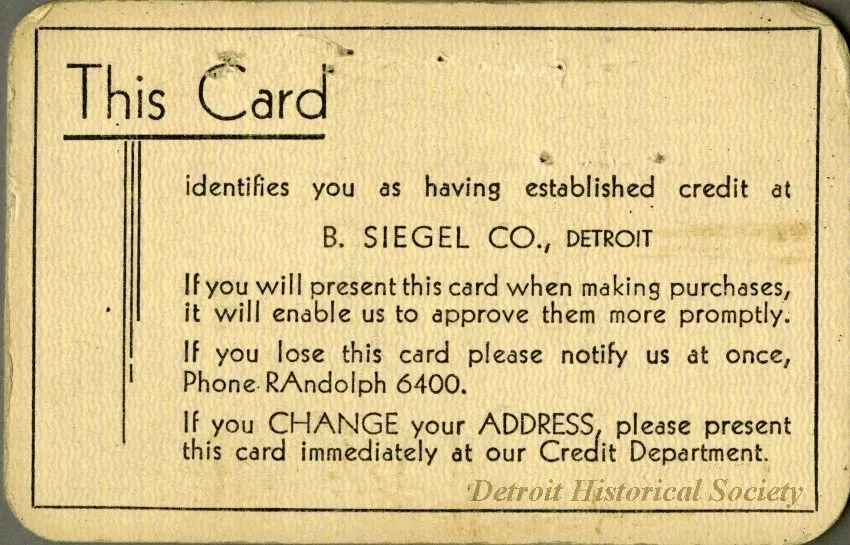 This Card
identifies you as having established credit at
B. SIEGEL CO., DETROIT
If you will present this card when making purchases,
it will enable us to approve them more promptly.
If you lose this card please notify us at once,
Phone RAndolph 6400.
If you CHANGE your ADDRESS, please present
this card immediately at our Credit Department.
Detroit Historical Society